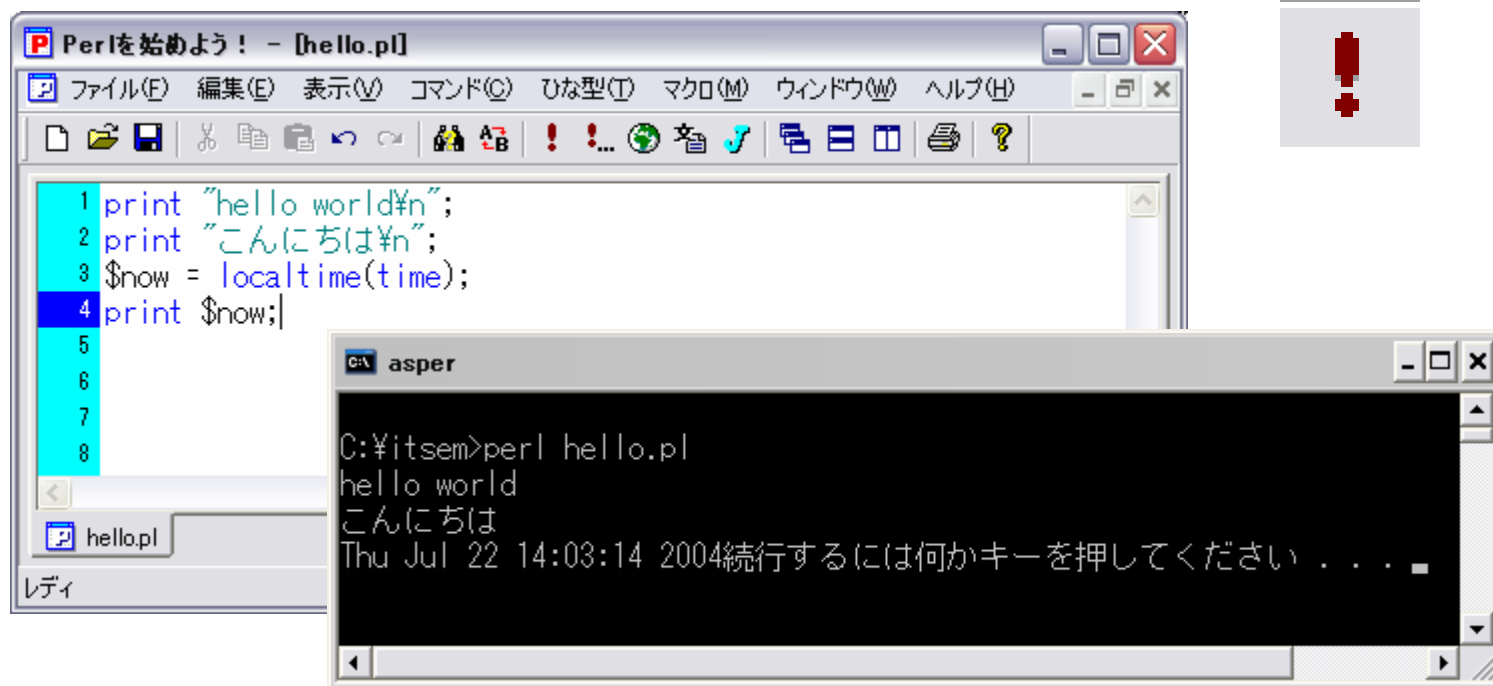 Perlを始めよう! - [hello.pl]
ファイル(F) 編集(E) 表示(V) コマンド(C) ひな型(T) マクロ(M) ウィンドウ(W) ヘルプ(H)
1 print "hello world¥n";
2 print "こんにちは¥n";
3 $now = localtime(time);
4 print $now;
5
6
7
8
hello.pl
レディ
asper
C:¥itsem>perl hello.pl
hello world
こんにちは
Thu Jul 22 14:03:14 2004続行するには何かキーを押してください . . .